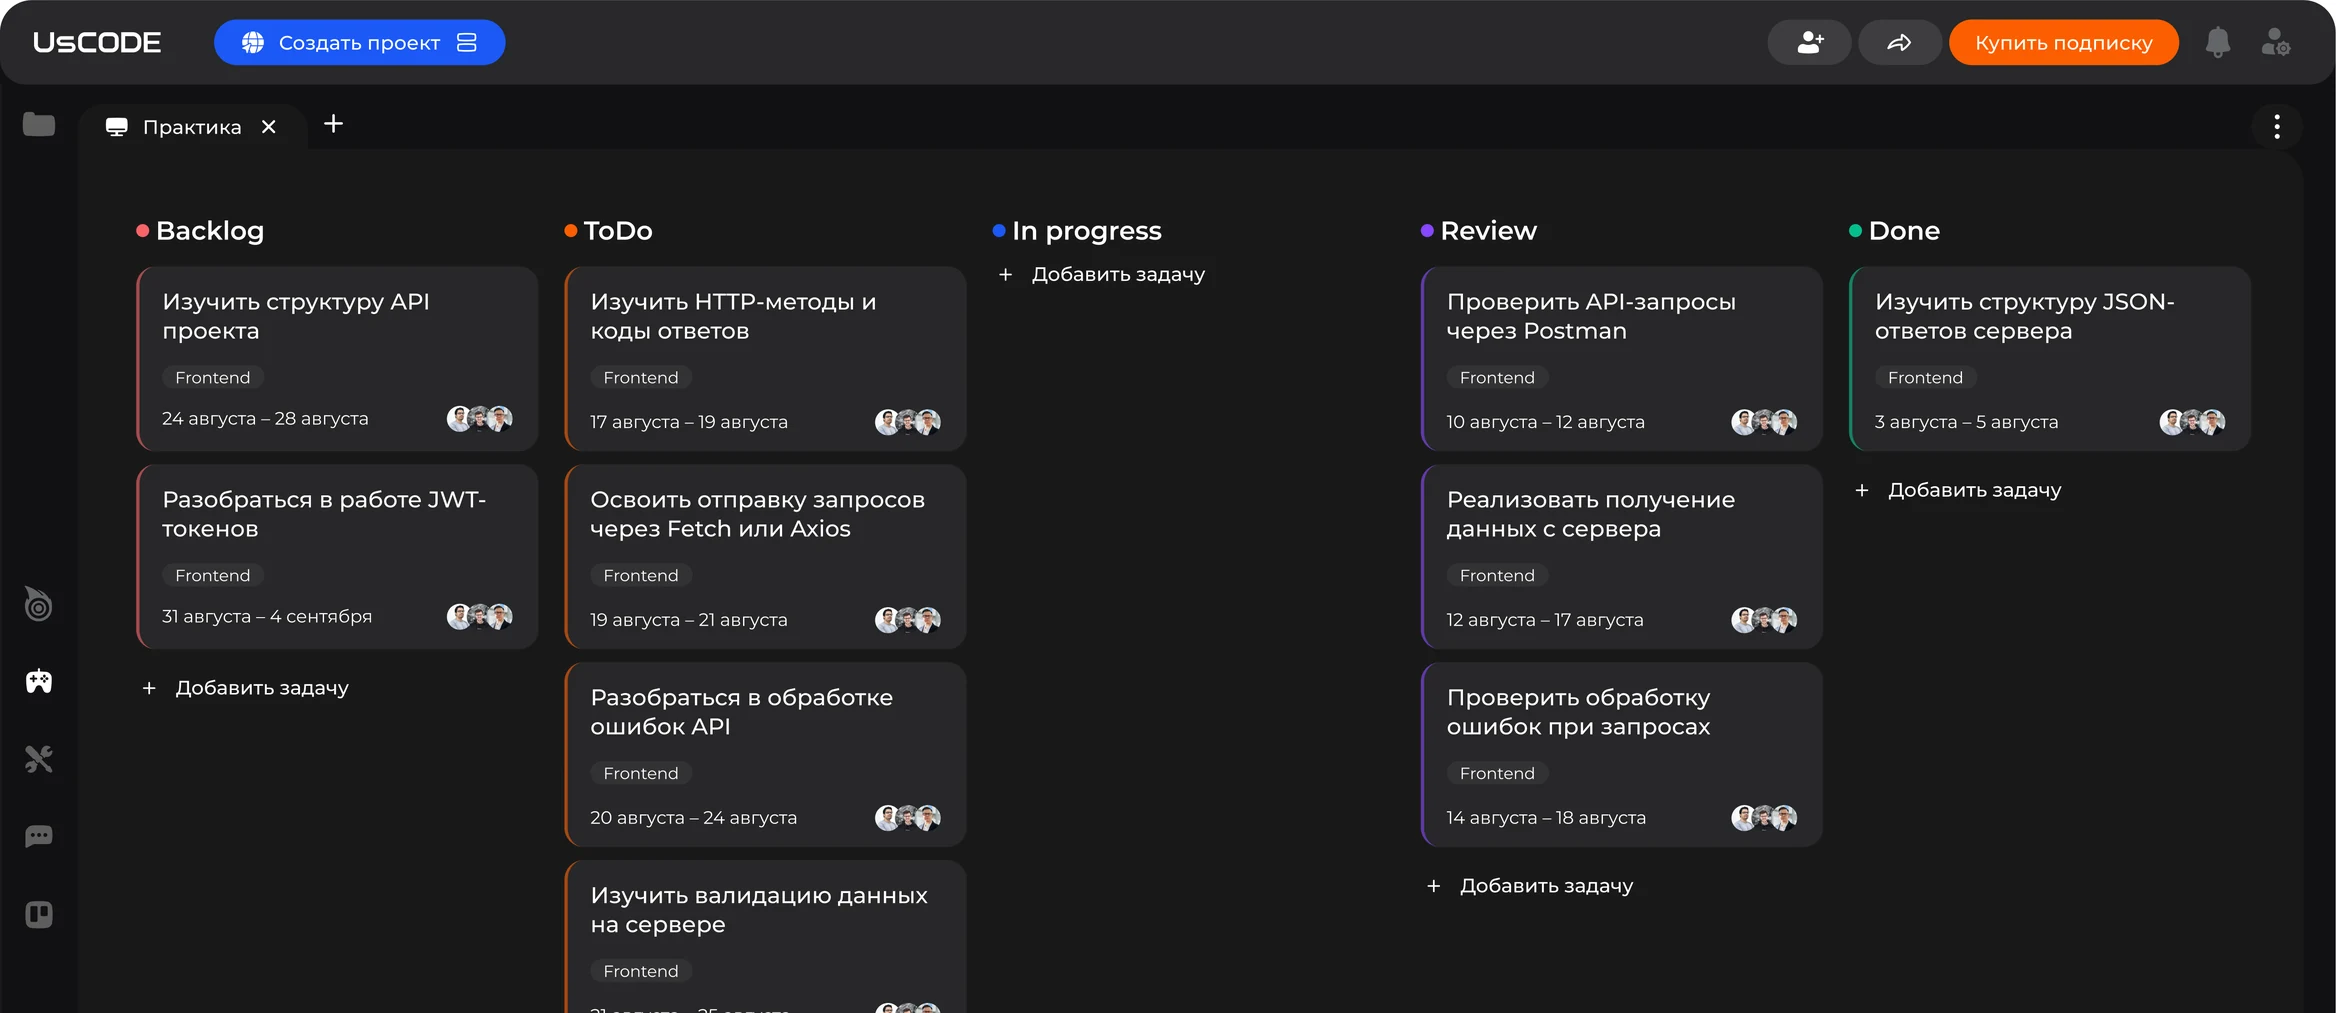 UsCODE
Создать проект
Купить подписку
Практика
Backlog
Изучить структуру API
проекта
Frontend
24 августа – 28 августа
Разобраться в работе JWT-
токенов
Frontend
31 августа – 4 сентября
+ Добавить задачу
ToDo
Изучить HTTP-методы и
коды ответов
Frontend
17 августа – 19 августа
Освоить отправку запросов
через Fetch или Axios
Frontend
19 августа – 21 августа
Разобраться в обработке
ошибок API
Frontend
20 августа – 24 августа
Изучить валидацию данных
на сервере
Frontend
21 августа – 25 августа
In progress
+ Добавить задачу
Review
Проверить API-запросы
через Postman
Frontend
10 августа – 12 августа
Реализовать получение
данных с сервера
Frontend
12 августа – 17 августа
Проверить обработку
ошибок при запросах
Frontend
14 августа – 18 августа
+ Добавить задачу
Done
Изучить структуру JSON-
ответов сервера
Frontend
3 августа – 5 августа
+ Добавить задачу